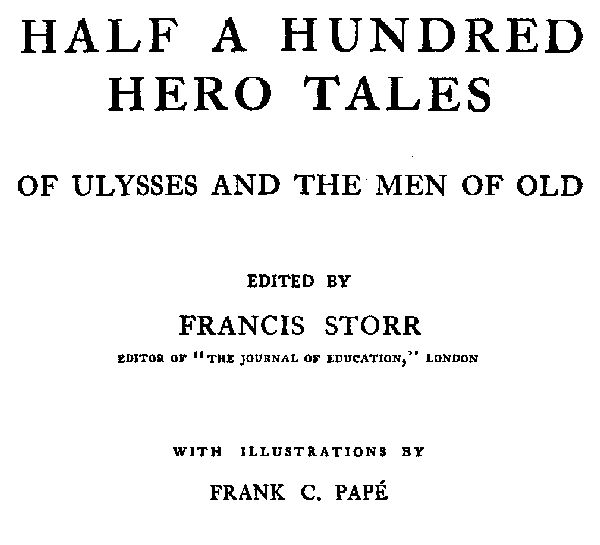 HALF A HUNDRED
HERO TALES
OF ULYSSES AND THE MEN OF OLD
EDITED BY
FRANCIS STORR
EDITOR OF "THE JOURNAL OF EDUCATION," LONDON
WITH ILLUSTRATIONS BY
FRANK C. PAPÉ